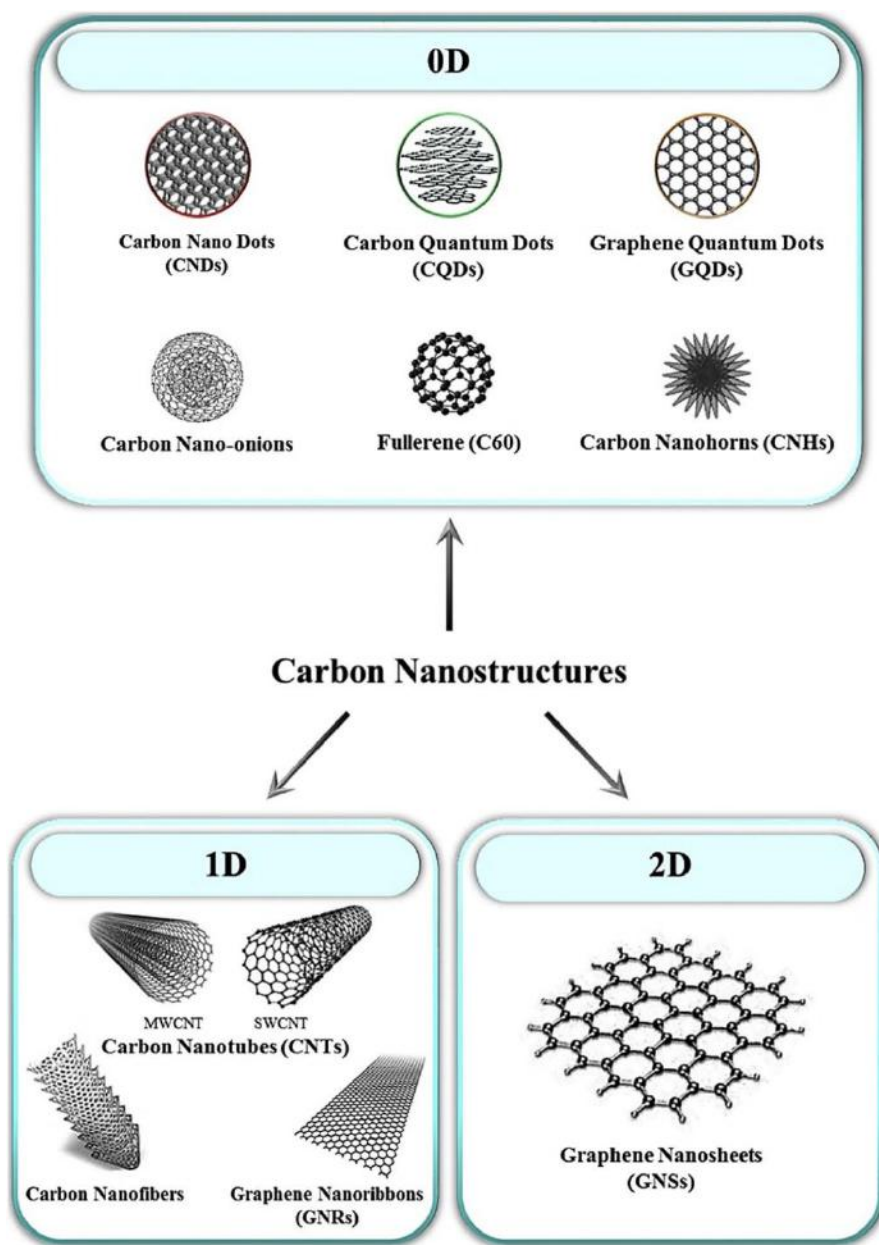 0D
Carbon Nano Dots
(CNDs)
Carbon Quantum Dots
(CQDs)
Graphene Quantum Dots
(GQDs)
Carbon Nano-onions
Fullerene (C60)
Carbon Nanohorns (CNHs)
Carbon Nanostructures
1D
MWCNT
SWCNT
Carbon Nanotubes (CNTs)
Carbon Nanofibers
Graphene Nanoribbons
(GNRs)
2D
Graphene Nanosheets
(GNSs)